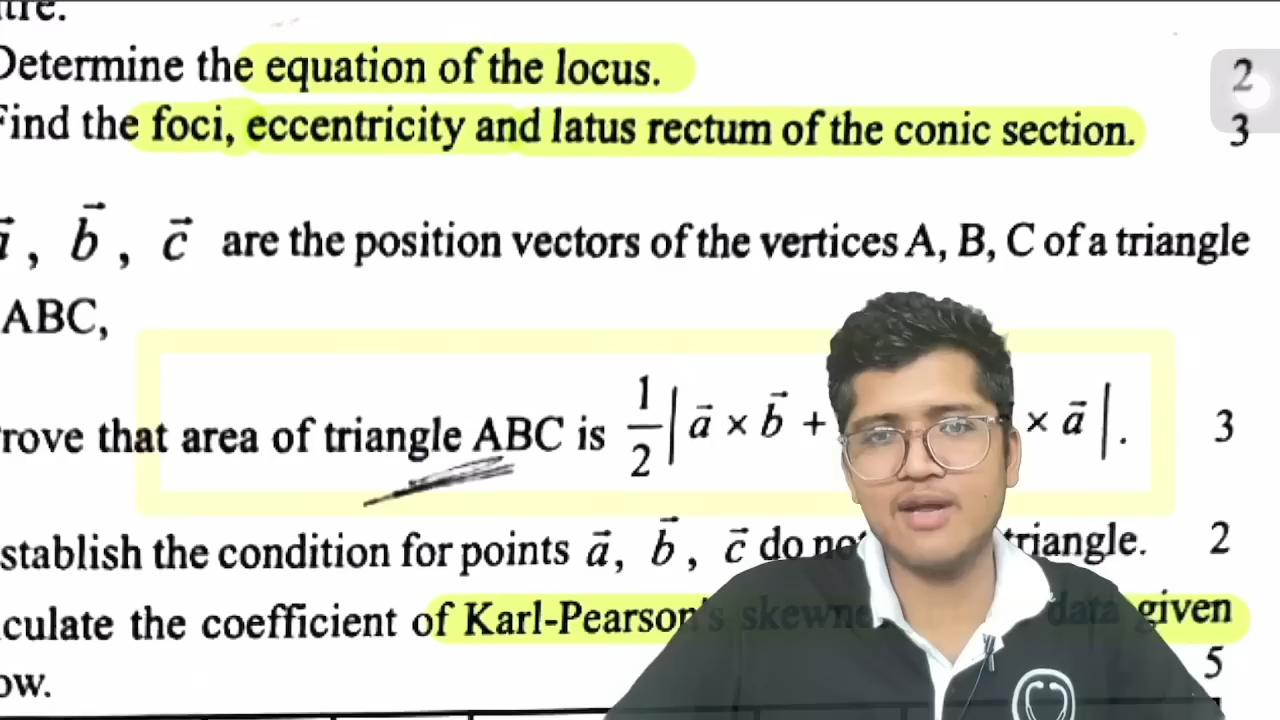 Determine the equation of the locus. 2
Find the foci, eccentricity and latus rectum of the conic section. 3
, b⃗ , c⃗ are the position vectors of the vertices A, B, C of a triangle
ABC,
rove that area of triangle ABC is 1/2 | a⃗ × b⃗ + × a⃗ | . 3
stablish the condition for points a⃗, b⃗, c⃗ do triangle. 2
culate the coefficient of Karl-Pearson's data given
ow. 5